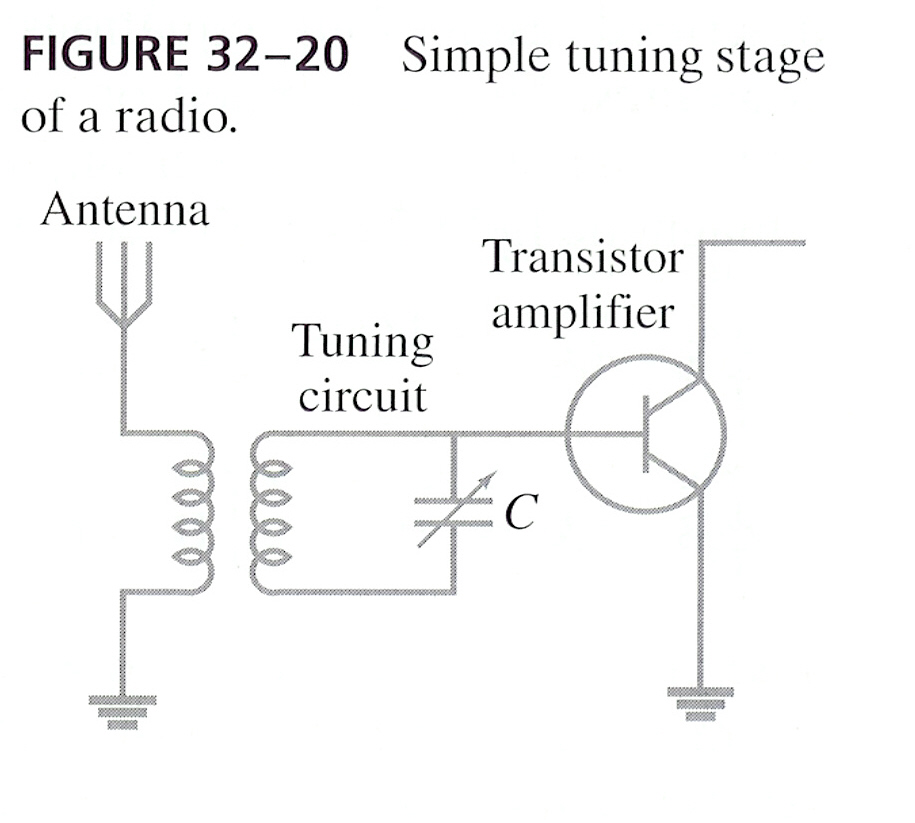 FIGURE 32–20 Simple tuning stage
of a radio.
Antenna
Transistor
amplifier
Tuning
circuit
C